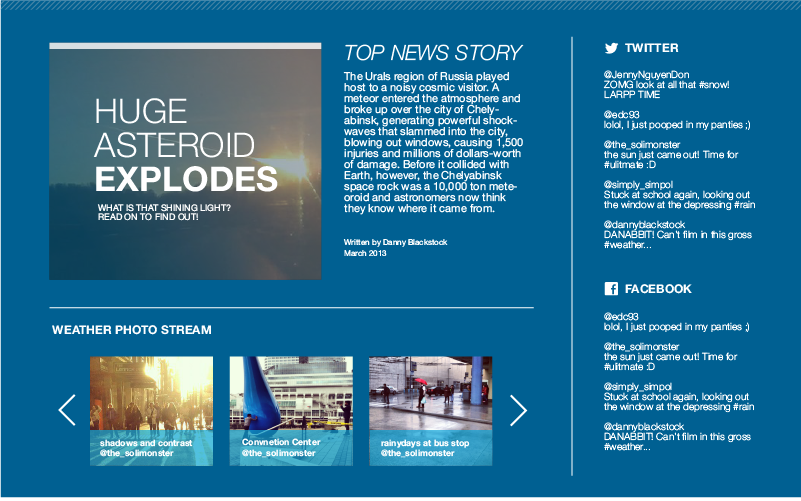 HUGE
ASTEROID
EXPLODES
WHAT IS THAT SHINING LIGHT?
READ ON TO FIND OUT!
TOP NEWS STORY
The Urals region of Russia played
host to a noisy cosmic visitor. A
meteor entered the atmosphere and
broke up over the city of Chely-
abinsk, generating powerful shock-
waves that slammed into the city,
blowing out windows, causing 1,500
injuries and millions of dollars-worth
of damage. Before it collided with
Earth, however, the Chelyabinsk
space rock was a 10,000 ton mete-
oroid and astronomers now think
they know where it came from.
Written by Danny Blackstock
March 2013
WEATHER PHOTO STREAM
shadows and contrast
@the_solimonster
Convnetion Center
@the_solimonster
rainydays at bus stop
@the_solimonster
TWITTER
@JennyNguyenDon
ZOMG look at all that #snow!
LARPP TIME
@edc93
lolol, I just pooped in my panties ;)
@the_solimonster
the sun just came out! Time for
#ulitmate :D
@simply_simpol
Stuck at school again, looking out
the window at the depressing #rain
@dannyblackstock
DANABBIT! Can't film in this gross
#weather...
FACEBOOK
@edc93
lolol, I just pooped in my panties ;)
@the_solimonster
the sun just came out! Time for
#ulitmate :D
@simply_simpol
Stuck at school again, looking out
the window at the depressing #rain
@dannyblackstock
DANABBIT! Can't film in this gross
#weather...